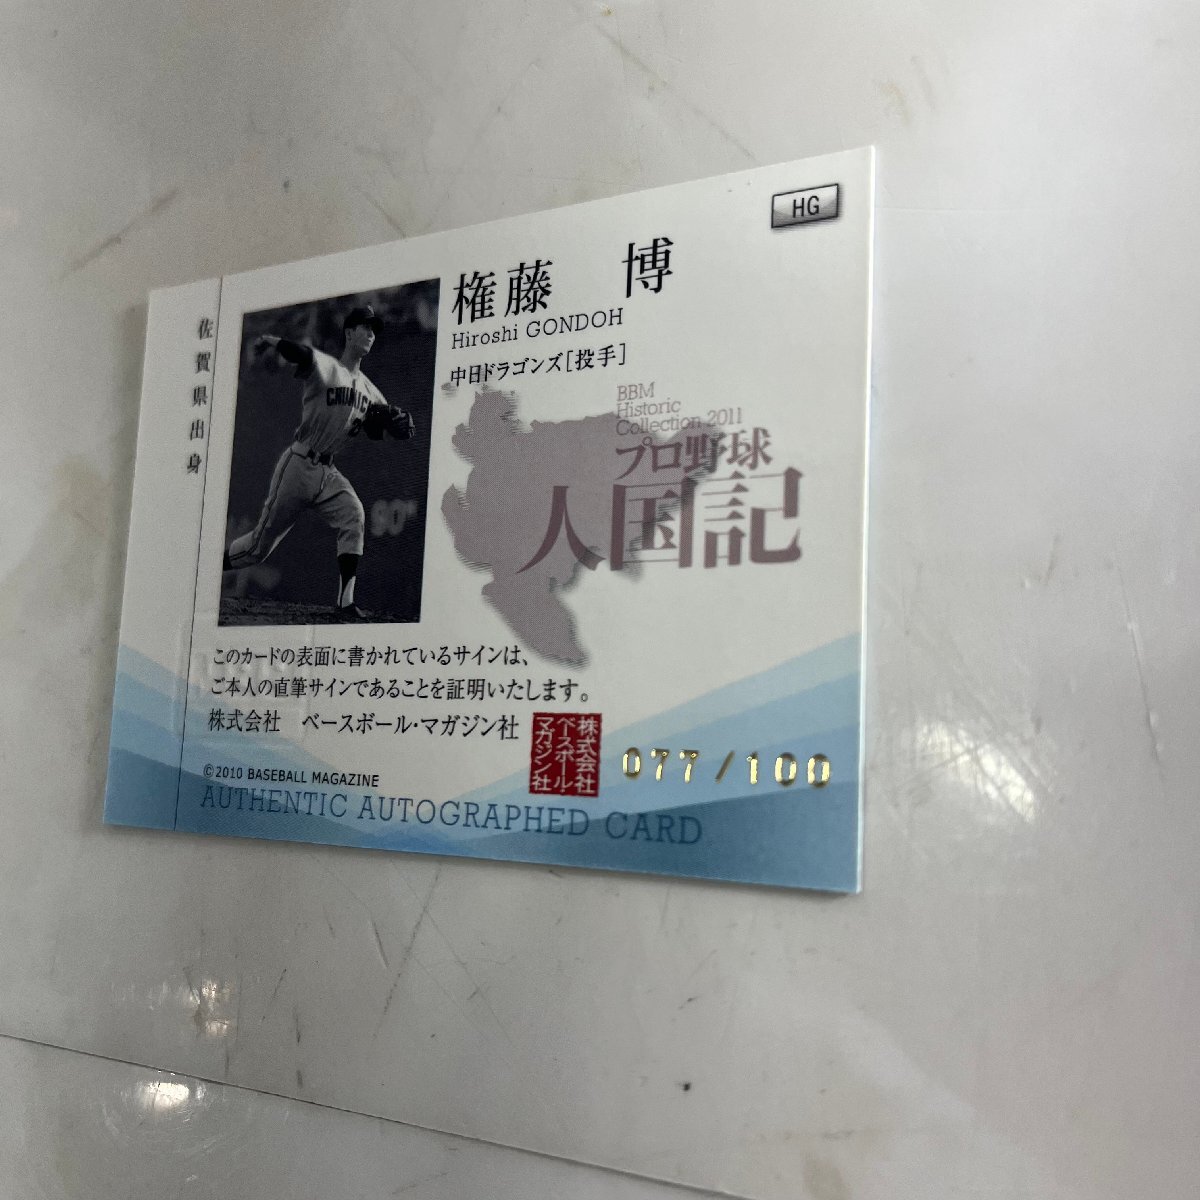 HG
権藤 博
Hiroshi GONDOH
中日ドラゴンズ[投手]
佐賀県出身
BBM
Historic
Collection 2011
プロ野球
人国記
このカードの表面に書かれているサインは、
ご本人の直筆サインであることを証明いたします。
株式会社 ベースボール・マガジン社
株式会社
ベースボール・
マガジン社
077/100
©2010 BASEBALL MAGAZINE
AUTHENTIC AUTOGRAPHED CARD